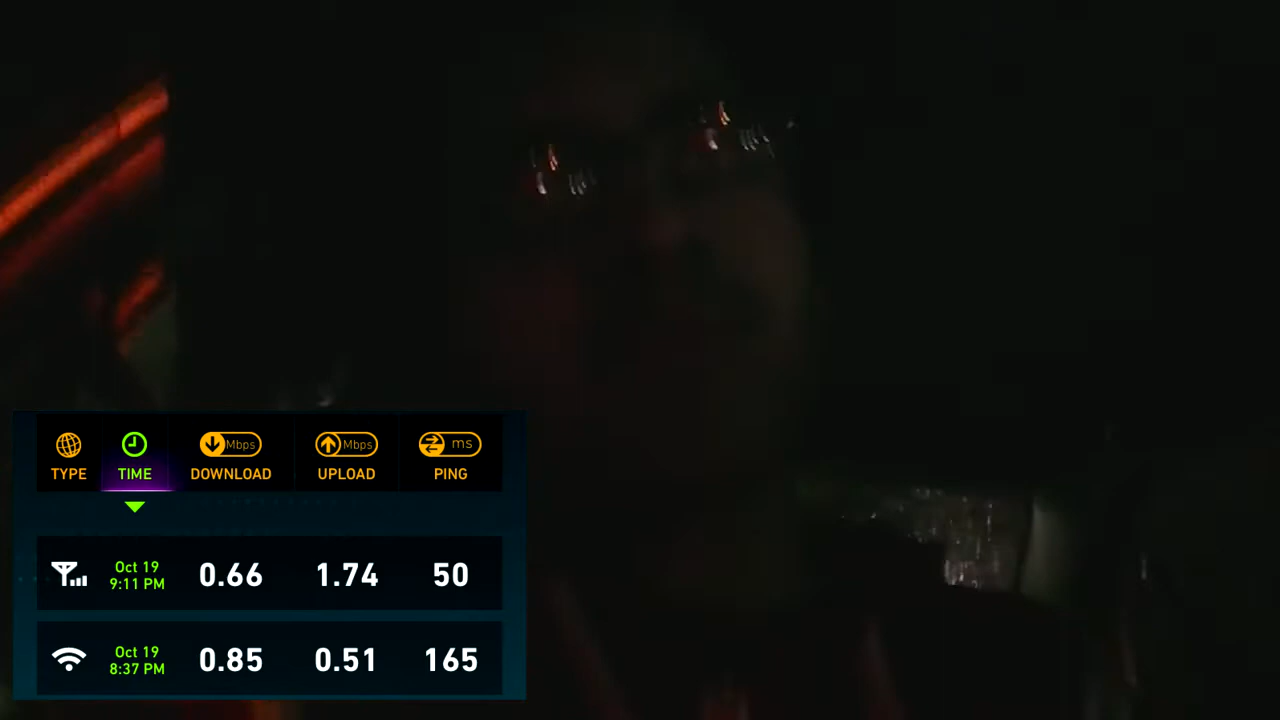 TYPE TIME Mbps DOWNLOAD Mbps UPLOAD ms PING
Oct 19 9:11 PM 0.66 1.74 50
Oct 19 8:37 PM 0.85 0.51 165